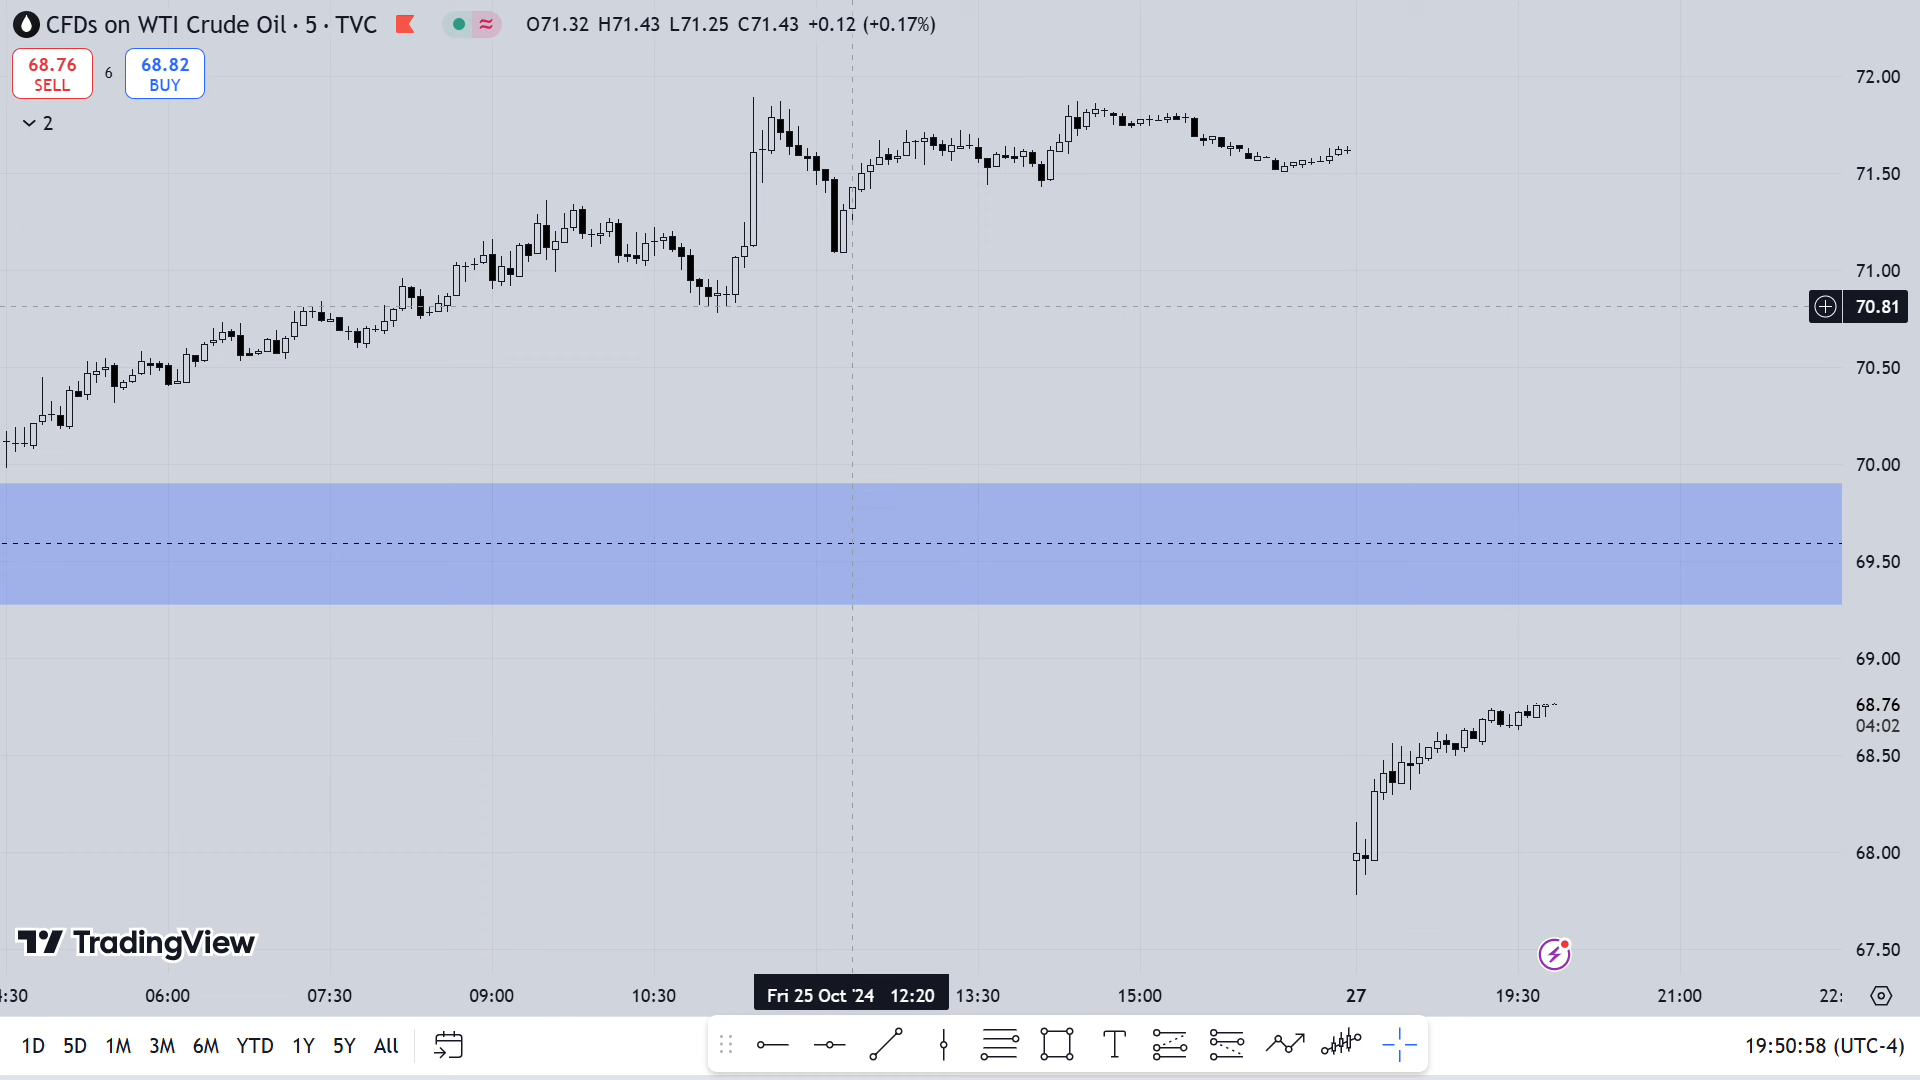 CFDs on WTI Crude Oil · 5 · TVC O71.32 H71.43 L71.25 C71.43 +0.12 (+0.17%)
68.76 SELL 6 68.82 BUY
2
72.00
71.50
71.00
70.81
70.50
70.00
69.50
69.00
68.76
04:02
68.50
68.00
67.50
TradingView
:30 06:00 07:30 09:00 10:30 Fri 25 Oct '24 12:20 13:30 15:00 27 19:30 21:00 22:
1D 5D 1M 3M 6M YTD 1Y 5Y All T 19:50:58 (UTC-4)